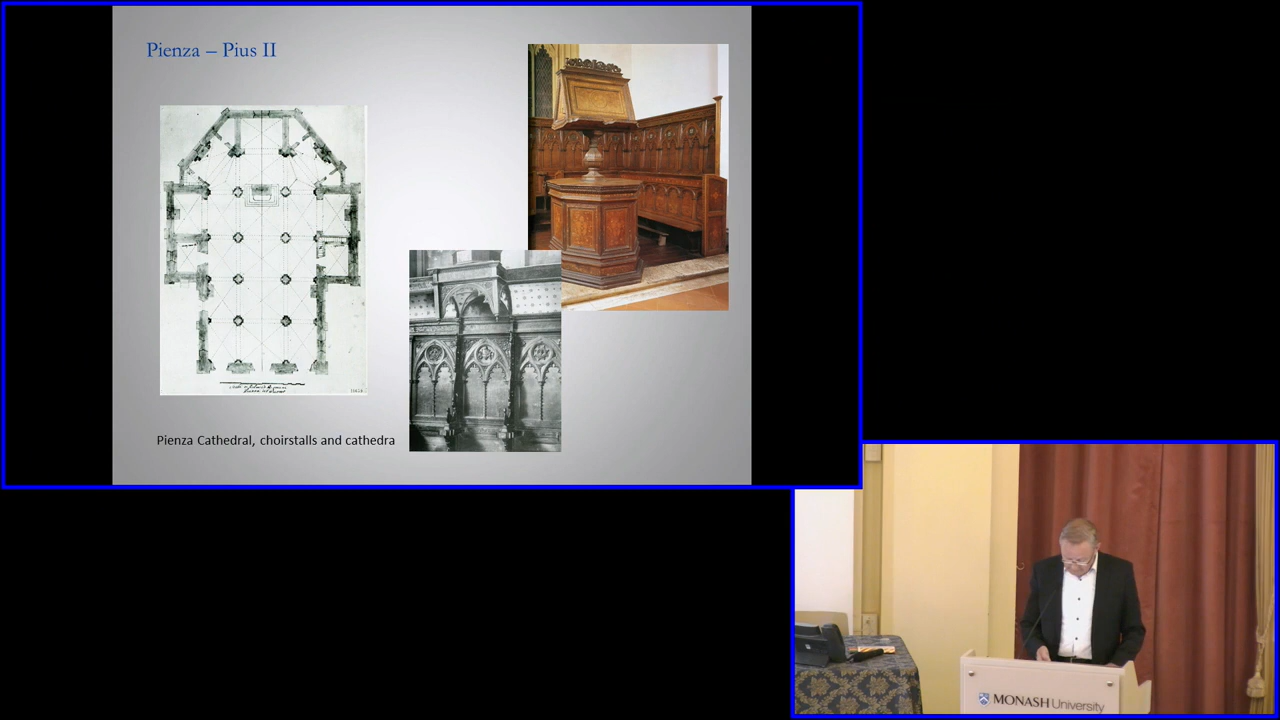 Pienza – Pius II
Pienza Cathedral, choirstalls and cathedra
MONASH University